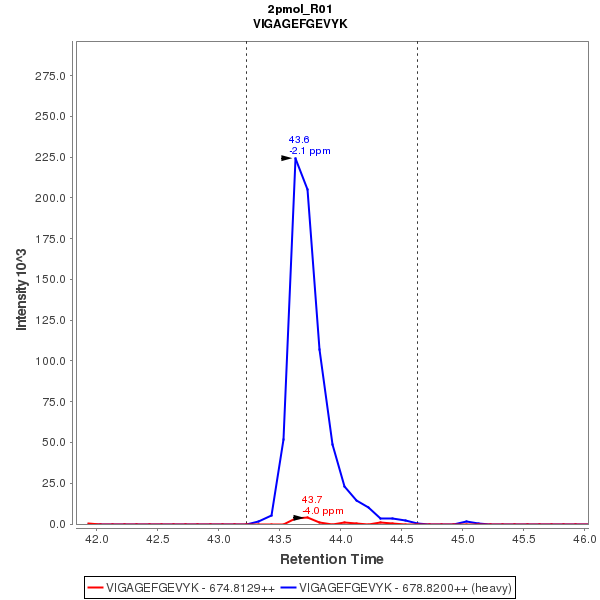 2pmol_R01
VIGAGEFGEVYK
Intensity 10^3
275.0
250.0
225.0
200.0
175.0
150.0
125.0
100.0
75.0
50.0
25.0
0.0
43.6
-2.1 ppm
43.7
-4.0 ppm
42.0 42.5 43.0 43.5 44.0 44.5 45.0 45.5 46.0
Retention Time
VIGAGEFGEVYK - 674.8129++ VIGAGEFGEVYK - 678.8200++ (heavy)